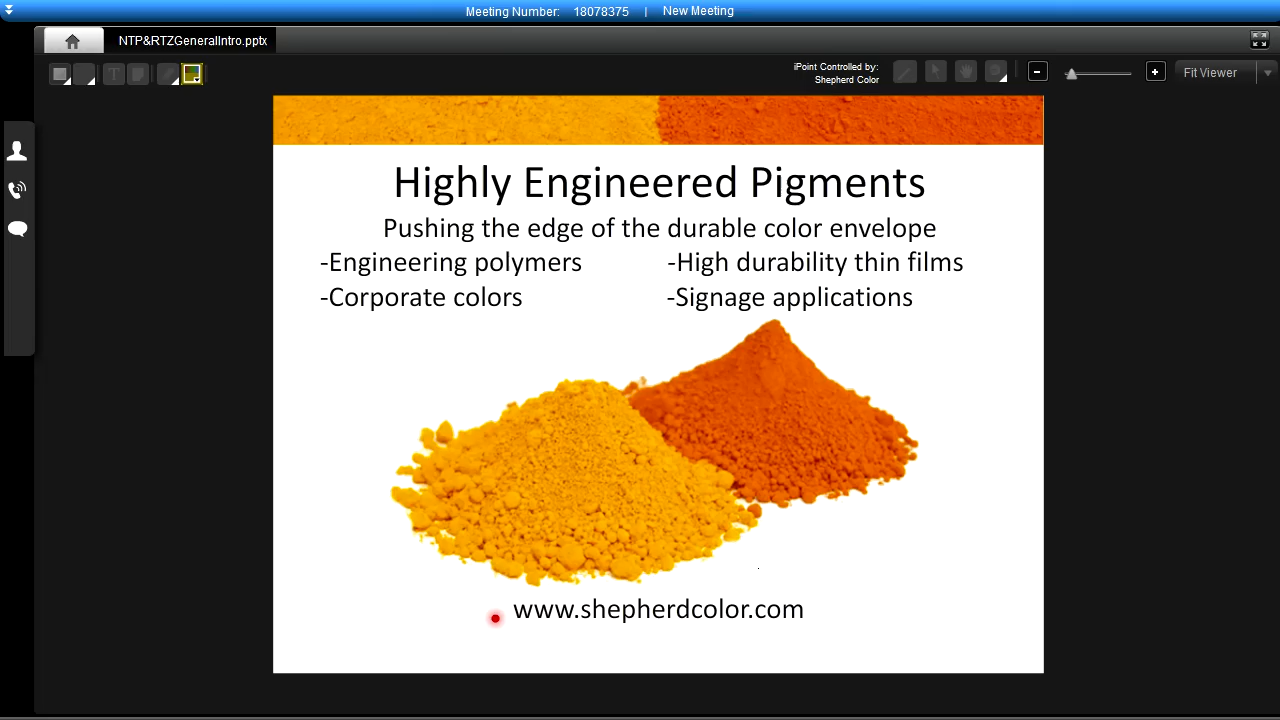 Meeting Number: 18078375 | New Meeting
NTP&RTZGeneralIntro.pptx
T
iPoint Controlled by:
Shepherd Color
Fit Viewer
Highly Engineered Pigments
Pushing the edge of the durable color envelope
-Engineering polymers -High durability thin films
-Corporate colors -Signage applications
www.shepherdcolor.com